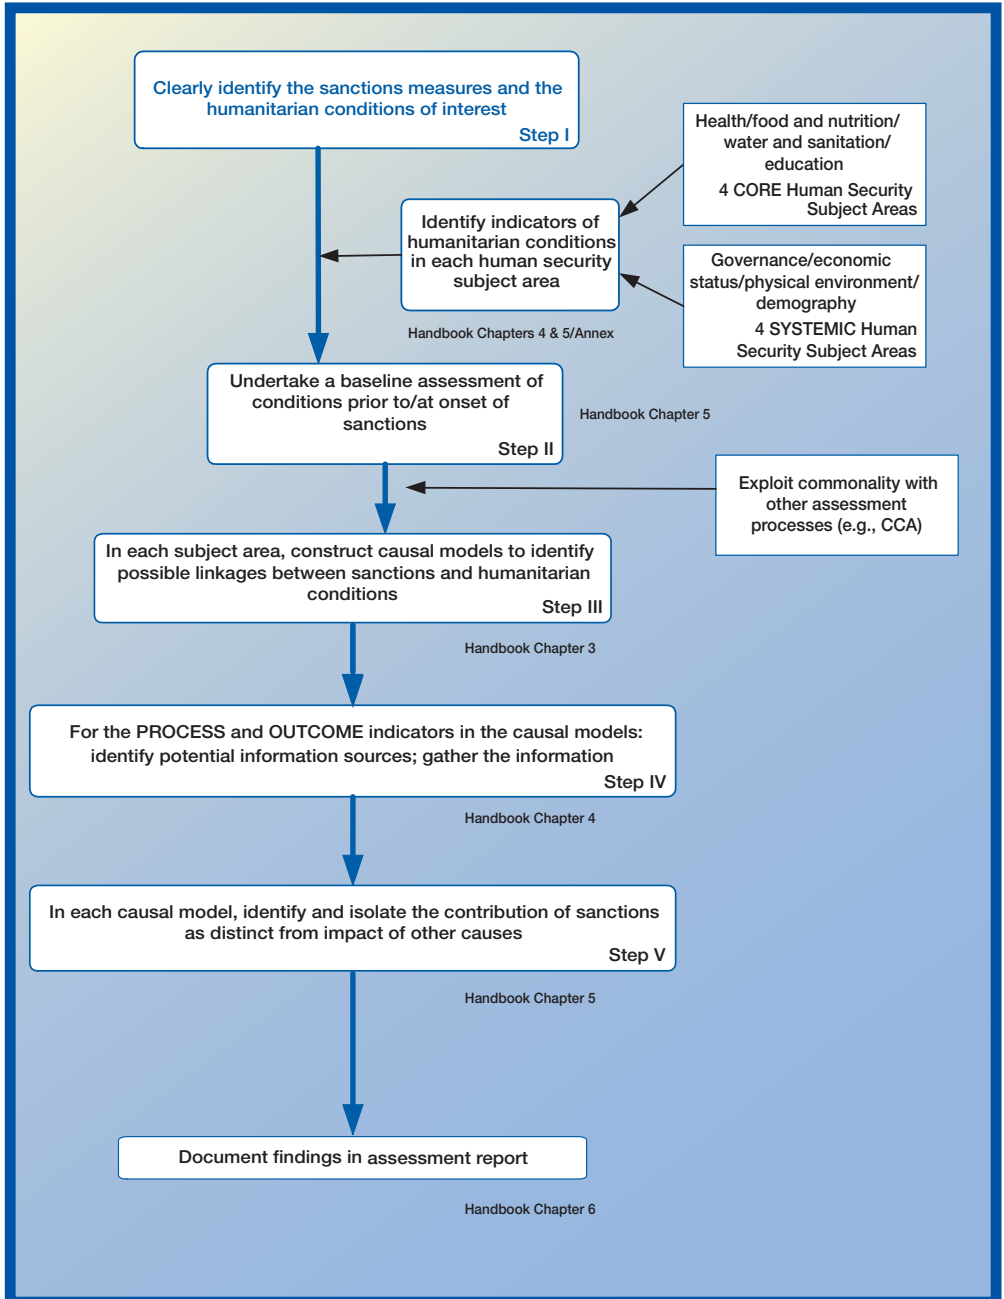 Clearly identify the sanctions measures and the
humanitarian conditions of interest
Step I
Health/food and nutrition/
water and sanitation/
education
4 CORE Human Security
Subject Areas
Identify indicators of
humanitarian conditions
in each human security
subject area
Governance/economic
status/physical environment/
demography
4 SYSTEMIC Human
Security Subject Areas
Handbook Chapters 4 & 5/Annex
Undertake a baseline assessment of
conditions prior to/at onset of
sanctions
Step II
Handbook Chapter 5
Exploit commonality with
other assessment
processes (e.g., CCA)
In each subject area, construct causal models to identify
possible linkages between sanctions and humanitarian
conditions
Step III
Handbook Chapter 3
For the PROCESS and OUTCOME indicators in the causal models:
identify potential information sources; gather the information
Step IV
Handbook Chapter 4
In each causal model, identify and isolate the contribution of sanctions
as distinct from impact of other causes
Step V
Handbook Chapter 5
Document findings in assessment report
Handbook Chapter 6